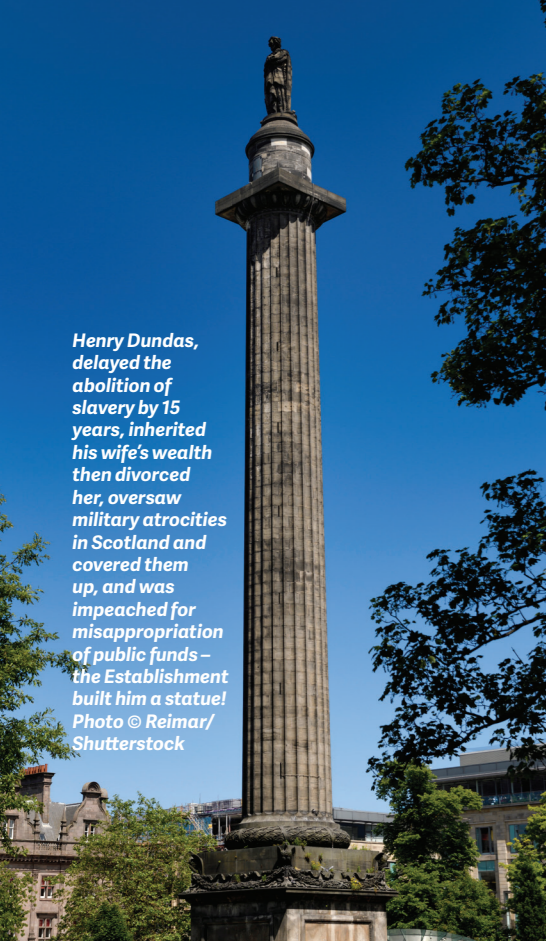 Henry Dundas,
delayed the
abolition of
slavery by 15
years, inherited
his wife's wealth
then divorced
her, oversaw
military atrocities
in Scotland and
covered them
up, and was
impeached for
misappropriation
of public funds –
the Establishment
built him a statue!
Photo © Reimar/
Shutterstock